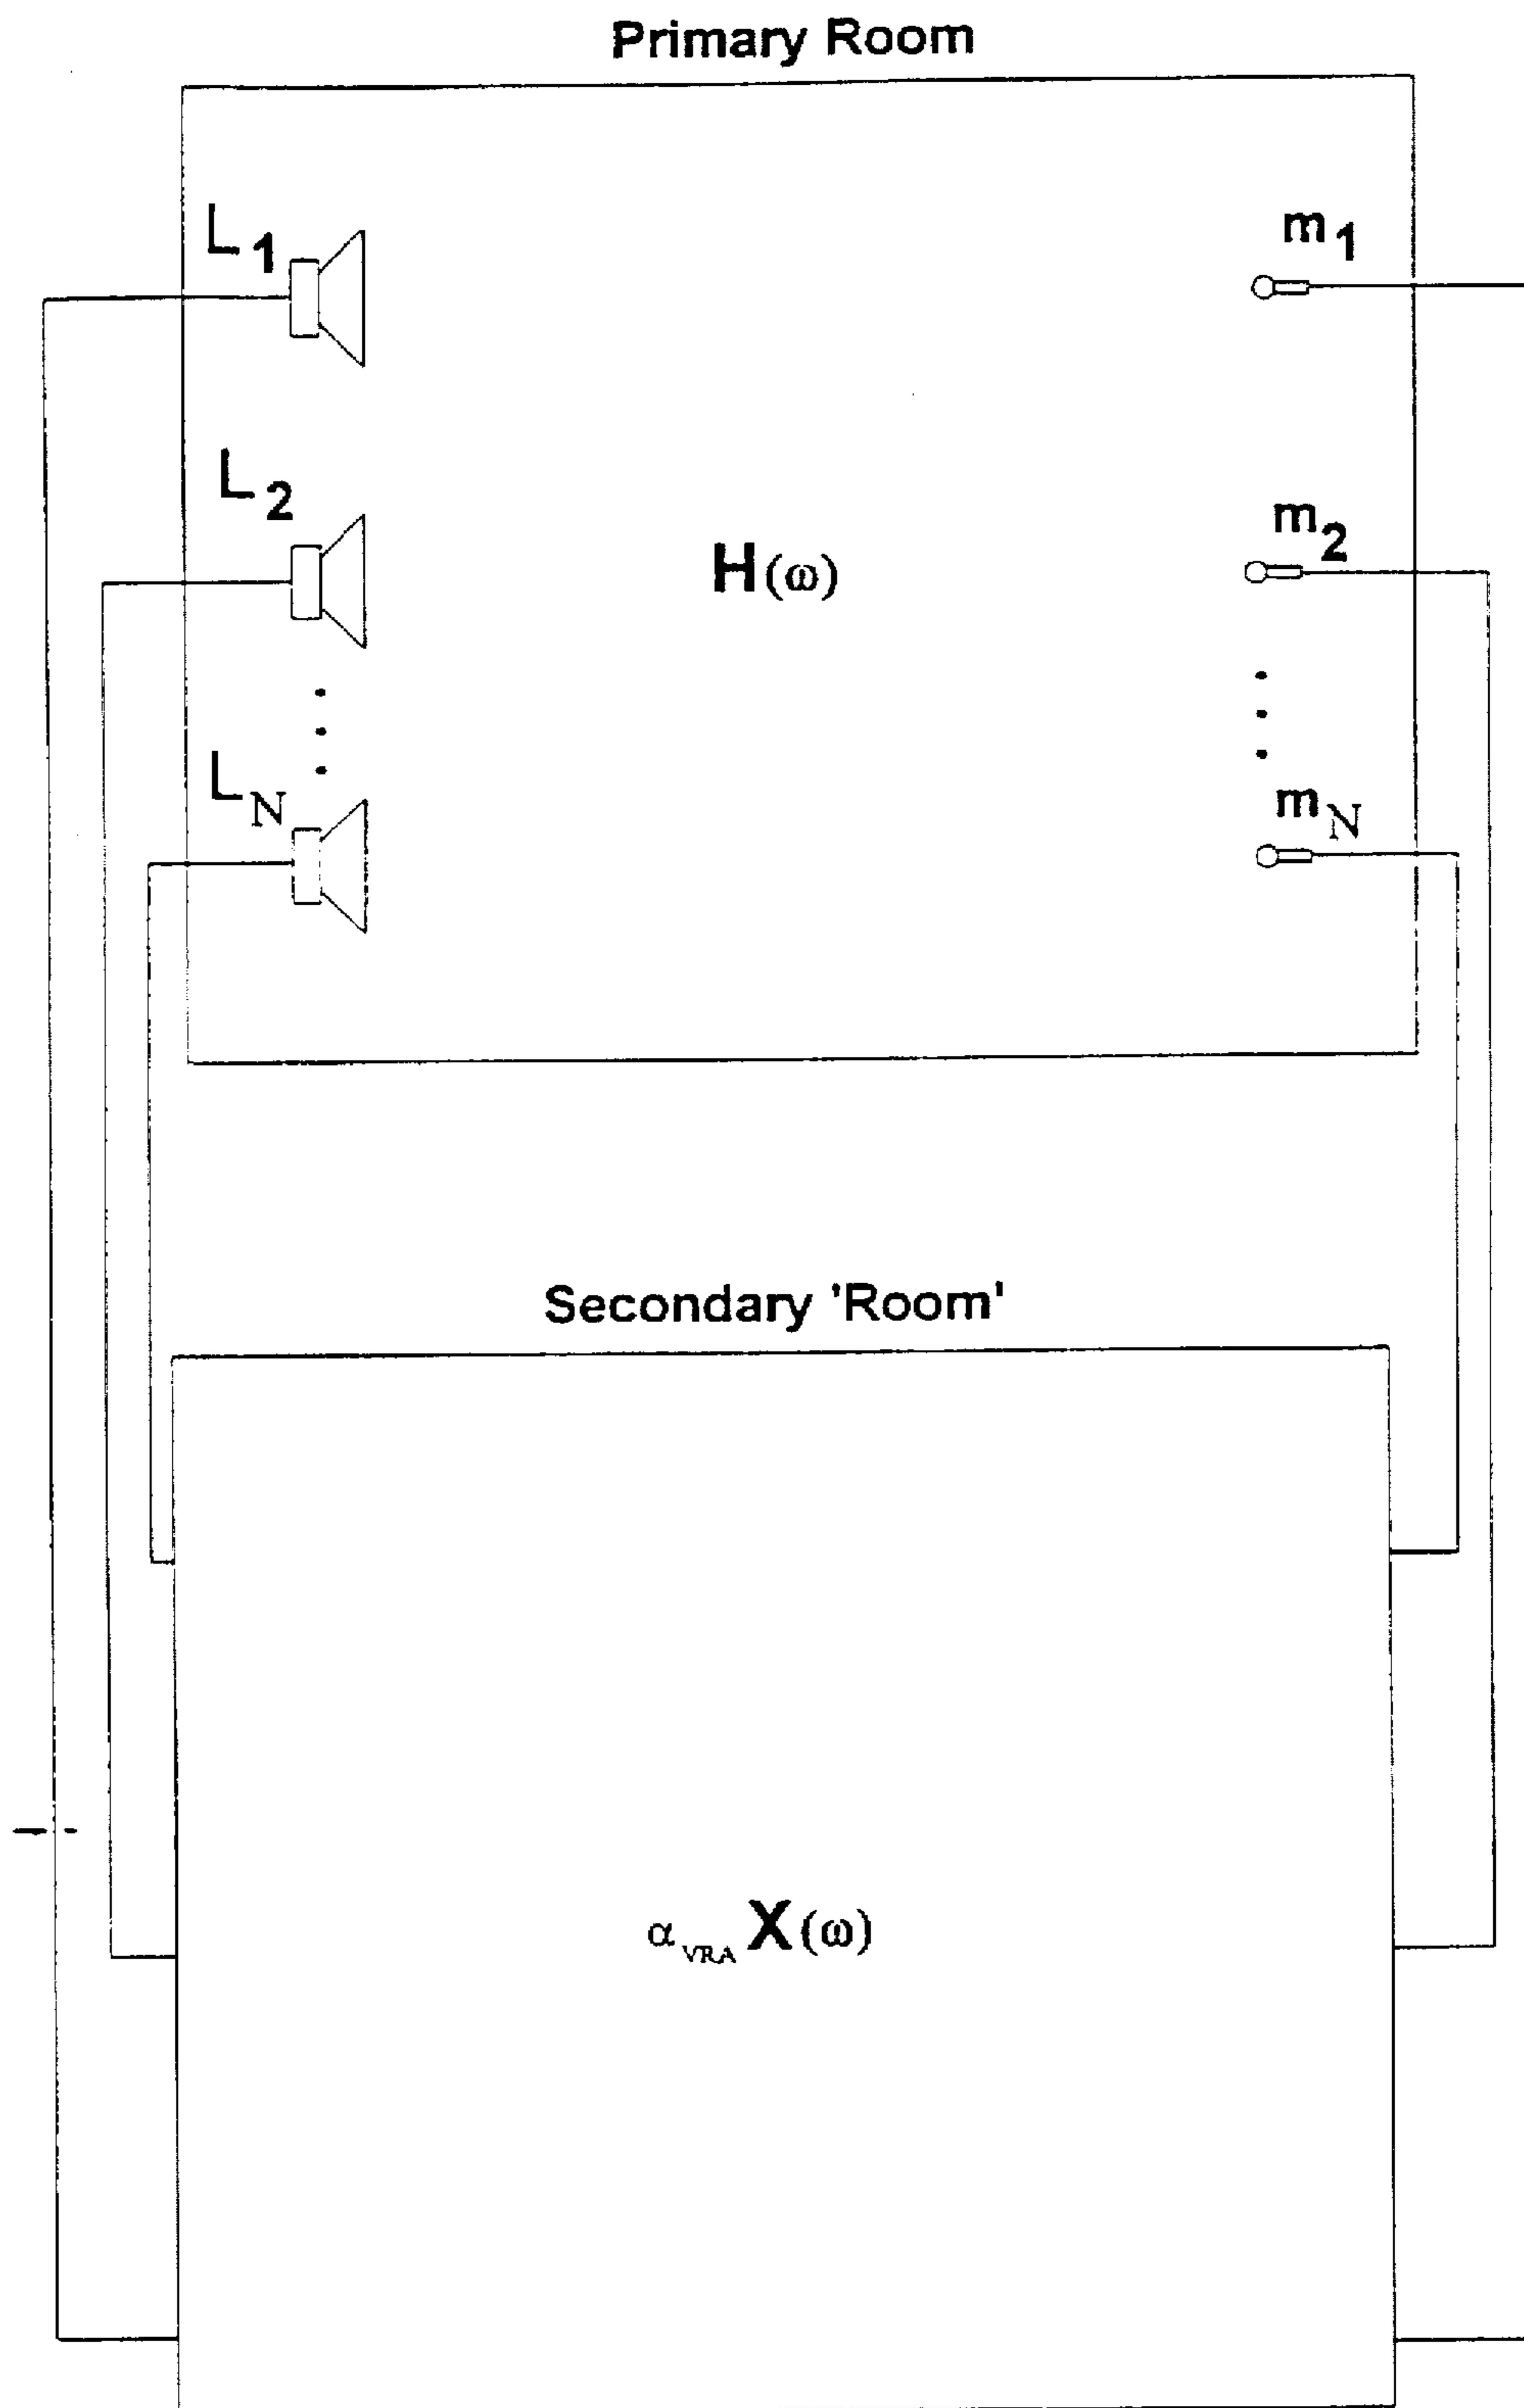 Primary Room
L1
m1
L2
m2
H(ω)
LN
mN
Secondary 'Room'
αVRA X(ω)